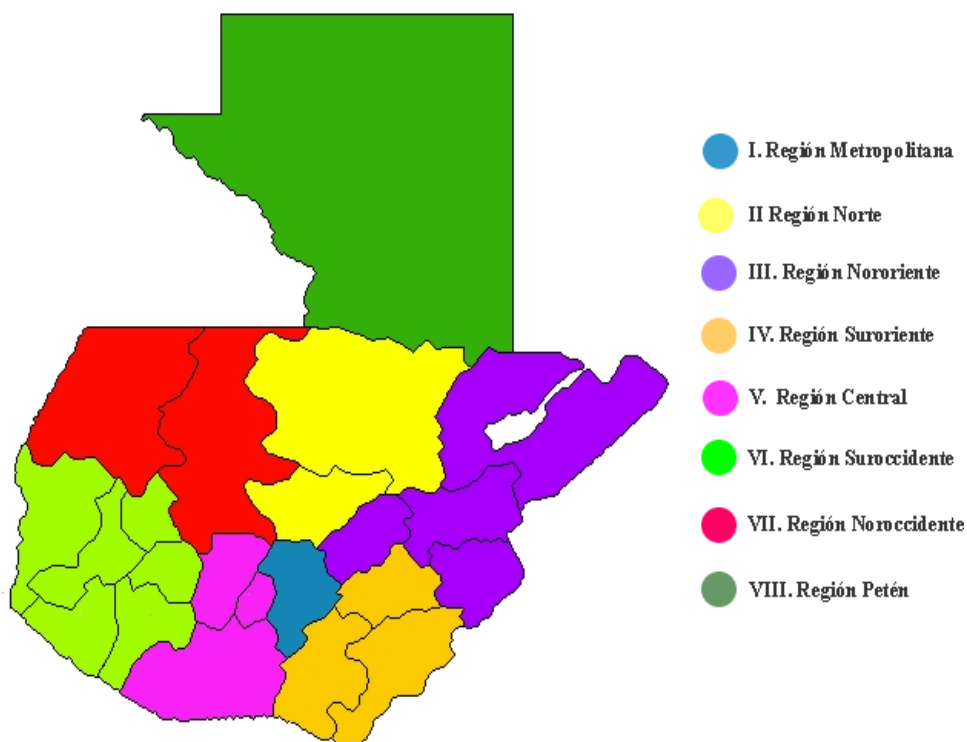 I. Región Metropolitana
II Región Norte
III. Región Nororiente
IV. Región Suroriente
V. Región Central
VI. Región Suroccidente
VII. Región Noroccidente
VIII. Región Petén